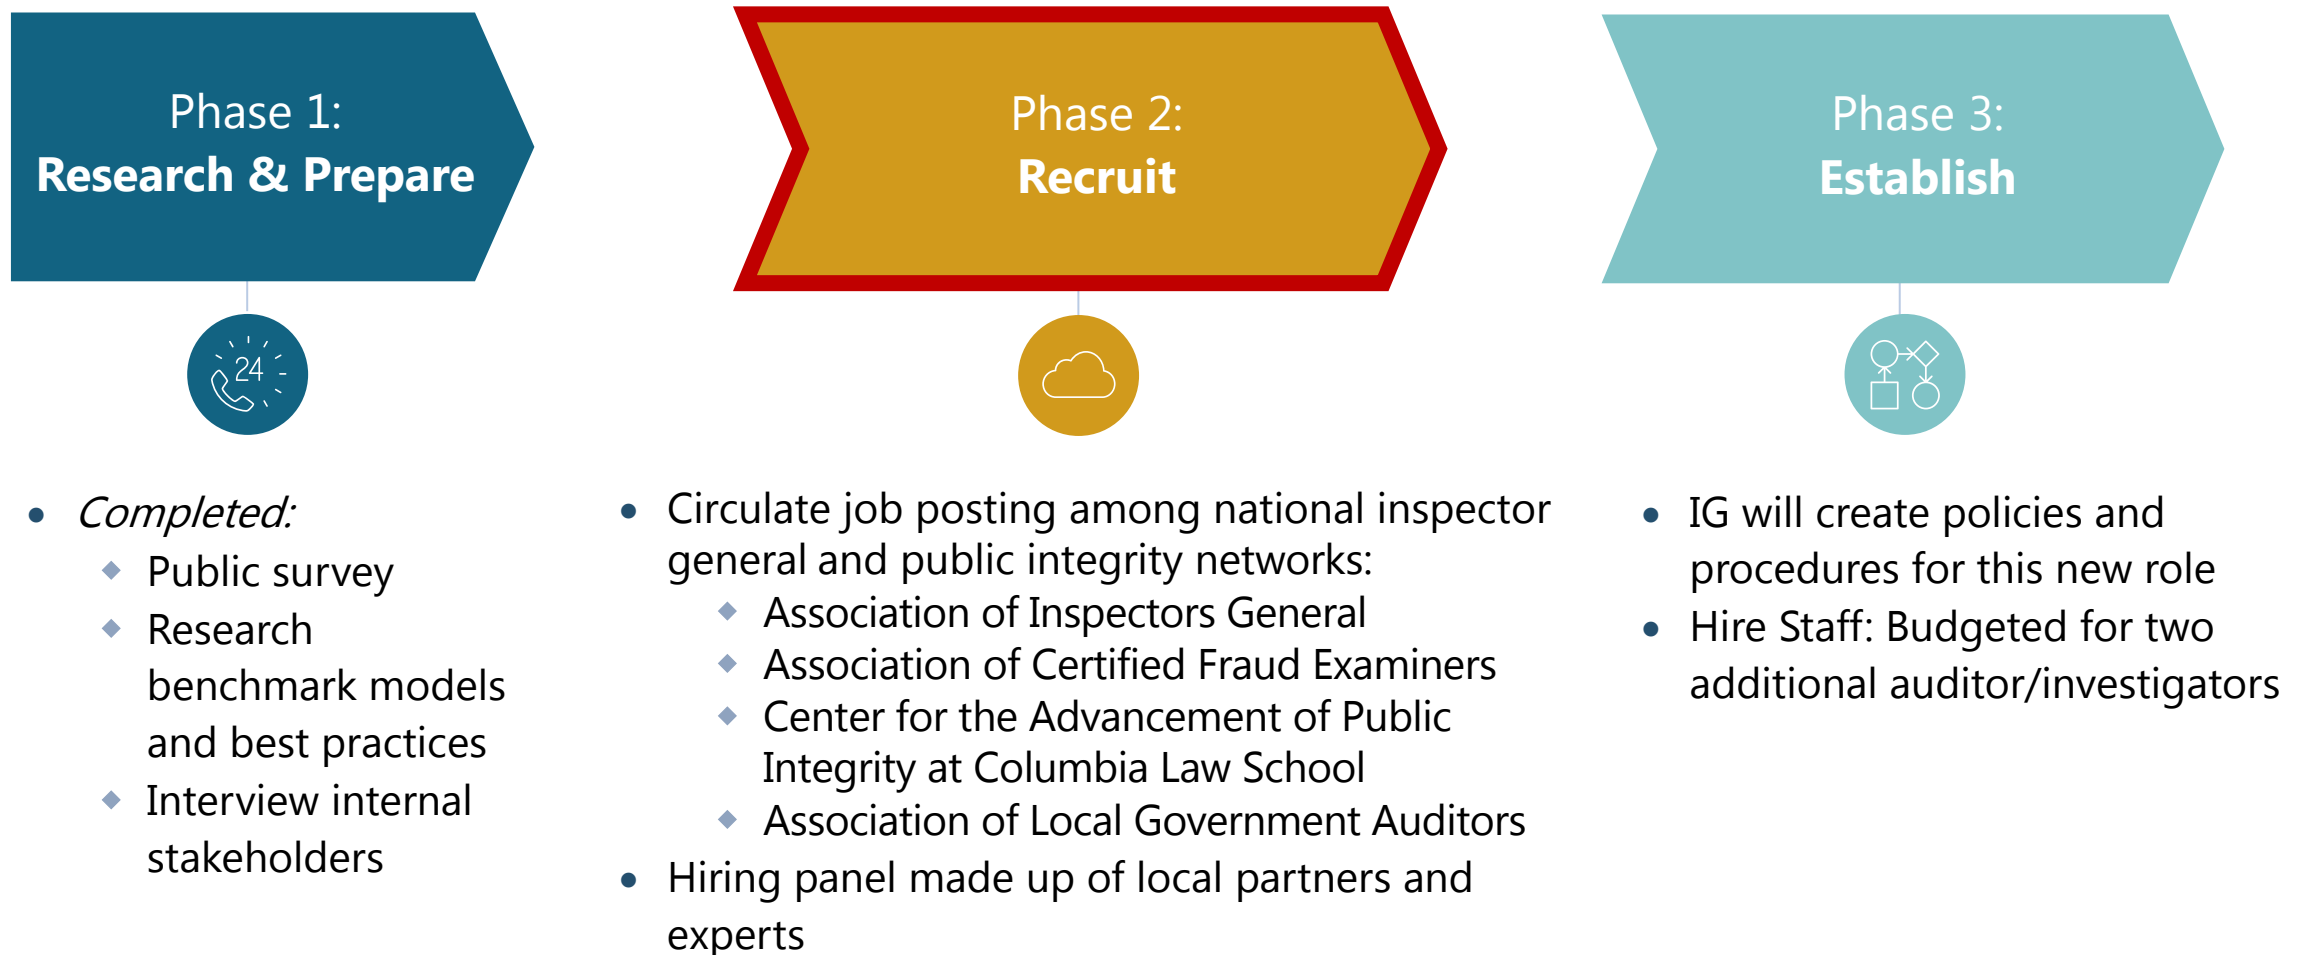 Phase 1:
Research & Prepare
24
Completed:
Public survey
Research
benchmark models
and best practices
Interview internal
stakeholders
Phase 2:
Recruit
Circulate job posting among national inspector
general and public integrity networks:
Association of Inspectors General
Association of Certified Fraud Examiners
Center for the Advancement of Public
Integrity at Columbia Law School
Association of Local Government Auditors
Hiring panel made up of local partners and
experts
Phase 3:
Establish
IG will create policies and
procedures for this new role
Hire Staff: Budgeted for two
additional auditor/investigators